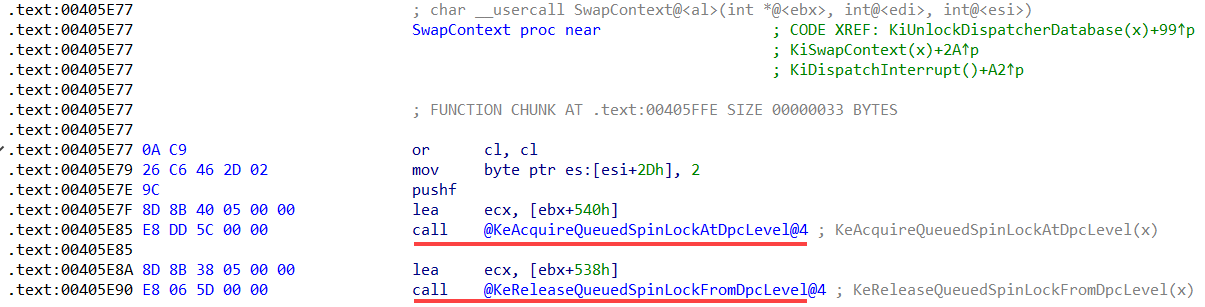 .text:00405E77 ; char __usercall SwapContext@<al>(int *@<ebx>, int@<edi>, int@<esi>)
.text:00405E77 SwapContext proc near ; CODE XREF: KiUnlockDispatcherDatabase(x)+99↑p
.text:00405E77 ; KiSwapContext(x)+2A↑p
.text:00405E77 ; KiDispatchInterrupt()+A2↑p
.text:00405E77
.text:00405E77 ; FUNCTION CHUNK AT .text:00405FFE SIZE 00000033 BYTES
.text:00405E77
.text:00405E77 0A C9 or cl, cl
.text:00405E79 26 C6 46 2D 02 mov byte ptr es:[esi+2Dh], 2
.text:00405E7E 9C pushf
.text:00405E7F 8D 8B 40 05 00 00 lea ecx, [ebx+540h]
.text:00405E85 E8 DD 5C 00 00 call @KeAcquireQueuedSpinLockAtDpcLevel@4 ; KeAcquireQueuedSpinLockAtDpcLevel(x)
.text:00405E85
.text:00405E8A 8D 8B 38 05 00 00 lea ecx, [ebx+538h]
.text:00405E90 E8 06 5D 00 00 call @KeReleaseQueuedSpinLockFromDpcLevel@4 ; KeReleaseQueuedSpinLockFromDpcLevel(x)